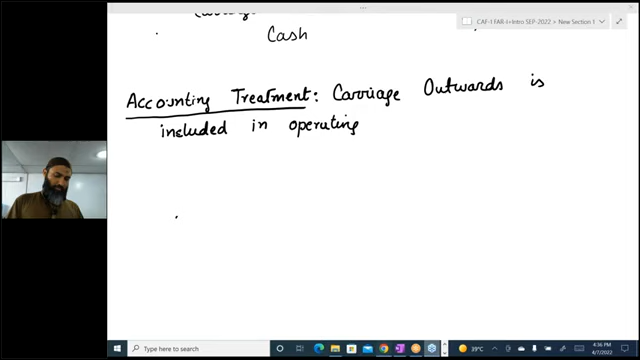 CAF-1 FAR-I+Intro SEP-2022 > New Section 1
Cash
Accounting Treatment: Carriage Outwards is
included in operating
Type here to search
39°C
4:36 PM
4/7/2022